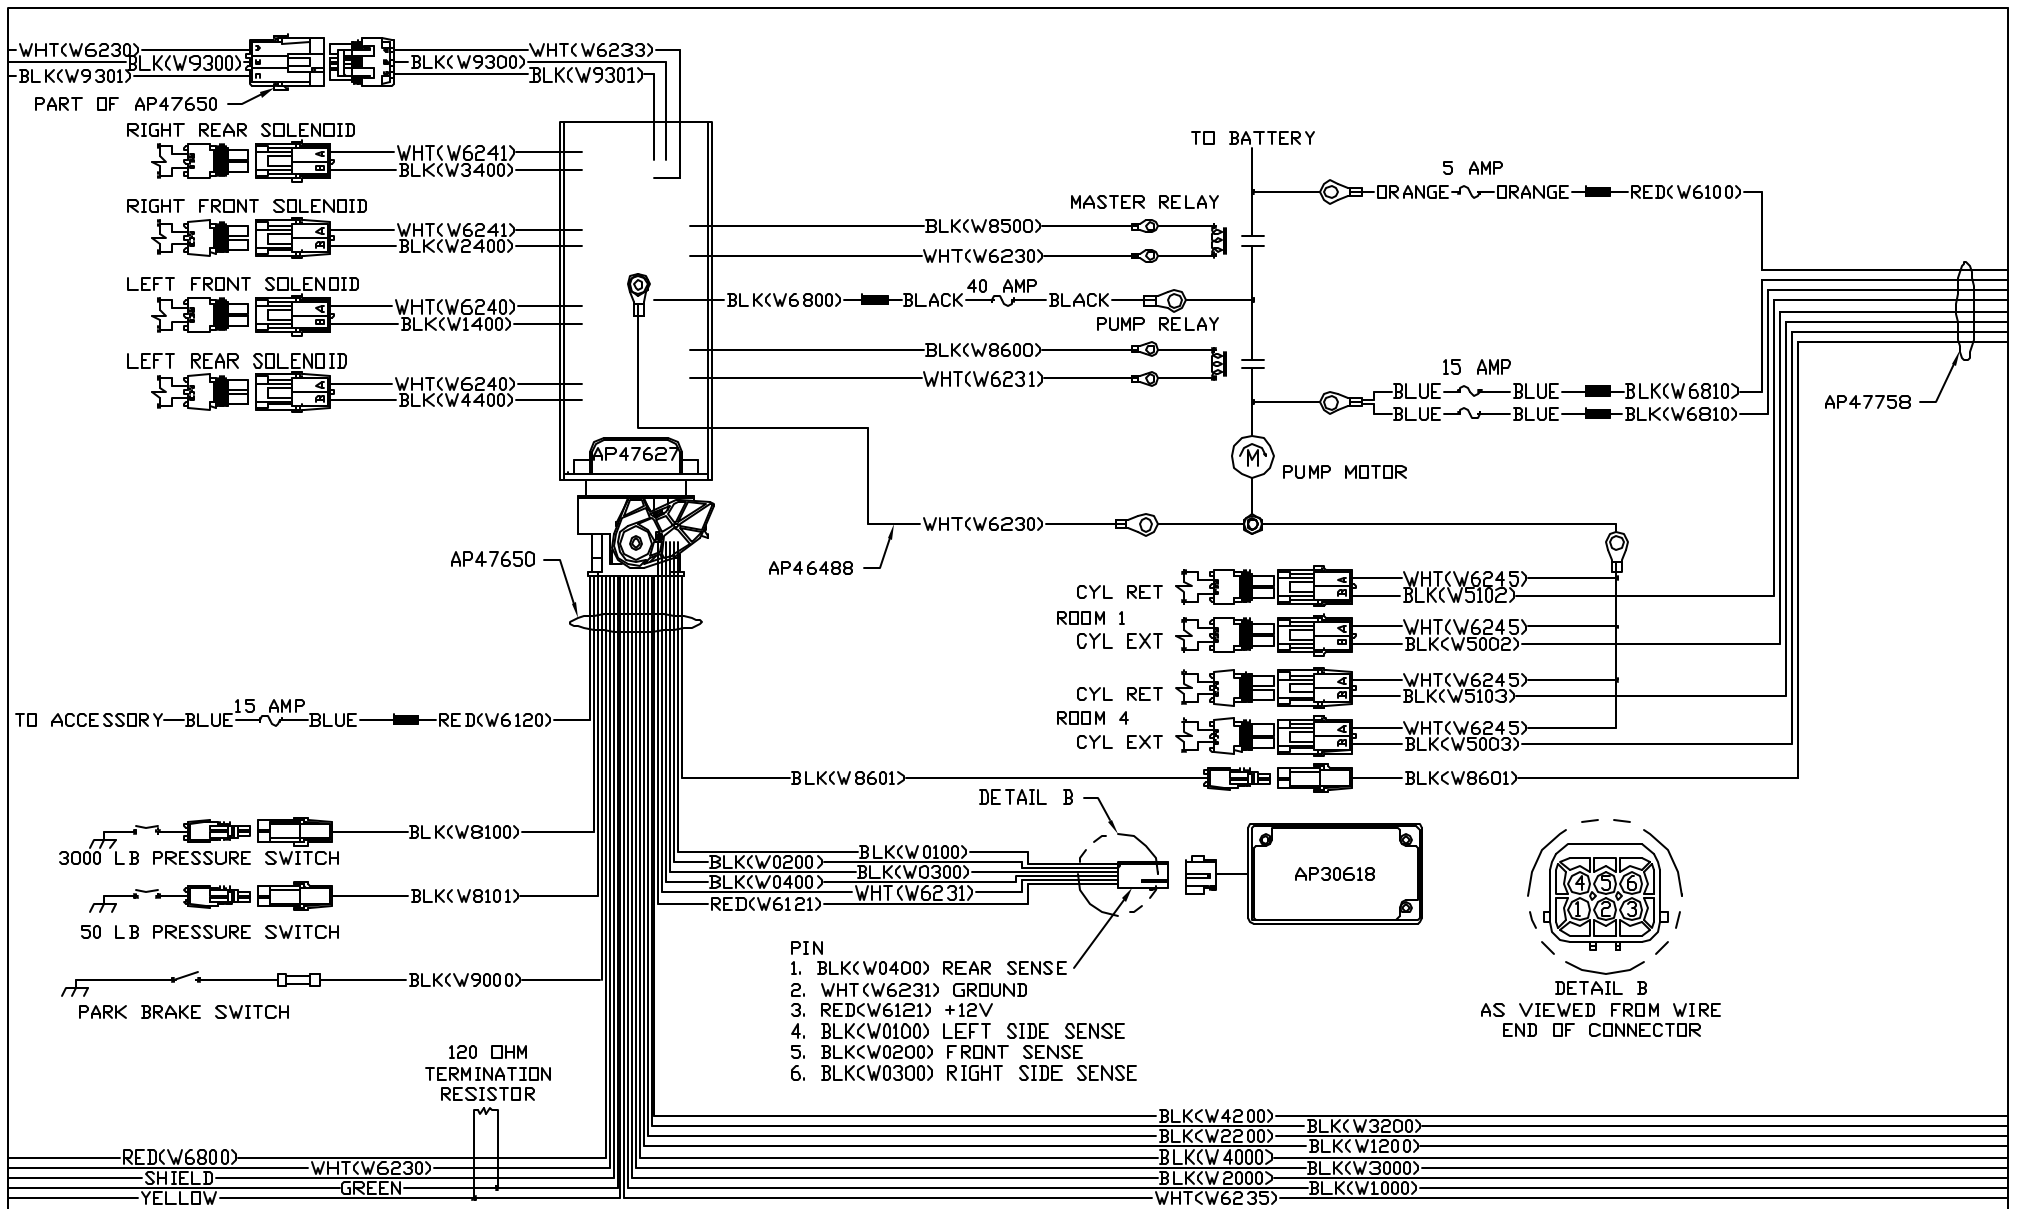 WHT(W6230)
BLK(W9300)
BLK(W9301)
WHT(W6233)
BLK(W9300)
BLK(W9301)
PART OF AP47650
RIGHT REAR SOLENOID
A
B
WHT(W6241)
BLK(W3400)
RIGHT FRONT SOLENOID
A
B
WHT(W6241)
BLK(W2400)
LEFT FRONT SOLENOID
A
B
WHT(W6240)
BLK(W1400)
LEFT REAR SOLENOID
A
B
WHT(W6240)
BLK(W4400)
AP47627
TO BATTERY
5 AMP
ORANGE
ORANGE
RED(W6100)
MASTER RELAY
BLK(W8500)
WHT(W6230)
40 AMP
BLK(W6800)
BLACK
BLACK
PUMP RELAY
BLK(W8600)
WHT(W6231)
15 AMP
BLUE
BLUE
BLK(W6810)
BLUE
BLUE
BLK(W6810)
AP47758
M
PUMP MOTOR
WHT(W6230)
AP46488
AP47650
CYL RET
A
B
WHT(W6245)
BLK(W5102)
ROOM 1
CYL EXT
A
B
WHT(W6245)
BLK(W5002)
CYL RET
A
B
WHT(W6245)
BLK(W5103)
ROOM 4
CYL EXT
A
B
WHT(W6245)
BLK(W5003)
BLK(W8601)
BLK(W8601)
15 AMP
TO ACCESSORY
BLUE
BLUE
RED(W6120)
BLK(W8100)
3000 LB PRESSURE SWITCH
BLK(W8101)
50 LB PRESSURE SWITCH
BLK(W9000)
PARK BRAKE SWITCH
DETAIL B
BLK(W0100)
BLK(W0200)
BLK(W0300)
BLK(W0400)
WHT(W6231)
RED(W6121)
AP30618
4 5 6
1 2 3
DETAIL B
AS VIEWED FROM WIRE
END OF CONNECTOR
PIN
1. BLK(W0400) REAR SENSE
2. WHT(W6231) GROUND
3. RED(W6121) +12V
4. BLK(W0100) LEFT SIDE SENSE
5. BLK(W0200) FRONT SENSE
6. BLK(W0300) RIGHT SIDE SENSE
120 OHM
TERMINATION
RESISTOR
RED(W6800)
WHT(W6230)
SHIELD
GREEN
YELLOW
BLK(W4200)
BLK(W3200)
BLK(W2200)
BLK(W1200)
BLK(W4000)
BLK(W3000)
BLK(W2000)
BLK(W1000)
WHT(W6235)